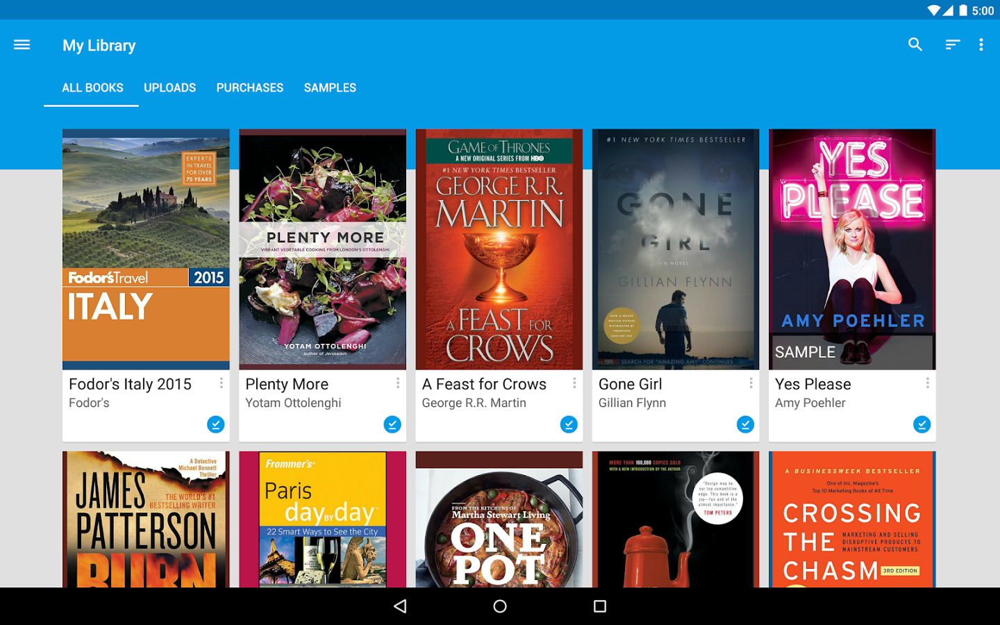 5:00
My Library
ALL BOOKS
UPLOADS
PURCHASES
SAMPLES
EXPERTS
IN TRAVEL
FOR OVER
75 YEARS
Fodor'sTravel
2015
ITALY
Fodor's Italy 2015
Fodor's
PLENTY MORE
VIBRANT VEGETABLE COOKING FROM LONDON'S OTTOLENGHI
YOTAM OTTOLENGHI
author of Jerusalem
Plenty More
Yotam Ottolenghi
GAME OF THRONES
A NEW ORIGINAL SERIES FROM HBO
#1 NEW YORK TIMES BESTSELLER
GEORGE R. R.
MARTIN
A FEAST FOR
CROWS
A Feast for Crows
George R.R. Martin
#1 NEW YORK TIMES BESTSELLER
GONE
GIRL
A NOVEL
GILLIAN FLYNN
NOW A MAJOR
MOTION PICTURE
DISTRIBUTED BY
TWENTIETH
CENTURY FOX
SEARCH FOR "AMAZING AMY" CONTINUES
Gone Girl
Gillian Flynn
YES
PLEASE
AMY POEHLER
SAMPLE
Yes Please
Amy Poehler
A Detective
Michael Bennett
Thriller
JAMES
THE WORLD'S #1
BESTSELLING WRITER
PATTERSON
BURN
Frommer's
Paris
day BY day
22 Smart Ways to See the City
FROM THE KITCHENS OF
Martha Stewart Living
ONE
POT
MORE THAN 100,000 COPIES SOLD
WITH A NEW INTRODUCTION BY THE AUTHOR
"Design may be
our top competitive
edge. This book is a
joy—fun and of the
utmost importance."
TOM PETERS
A BUSINESSWEEK BESTSELLER
One of Inc. Magazine's
Top 10 Marketing Books of All Time
CROSSING
THE
MARKETING AND SELLING
DISRUPTIVE PRODUCTS TO
MAINSTREAM CUSTOMERS
CHASM
3RD EDITION